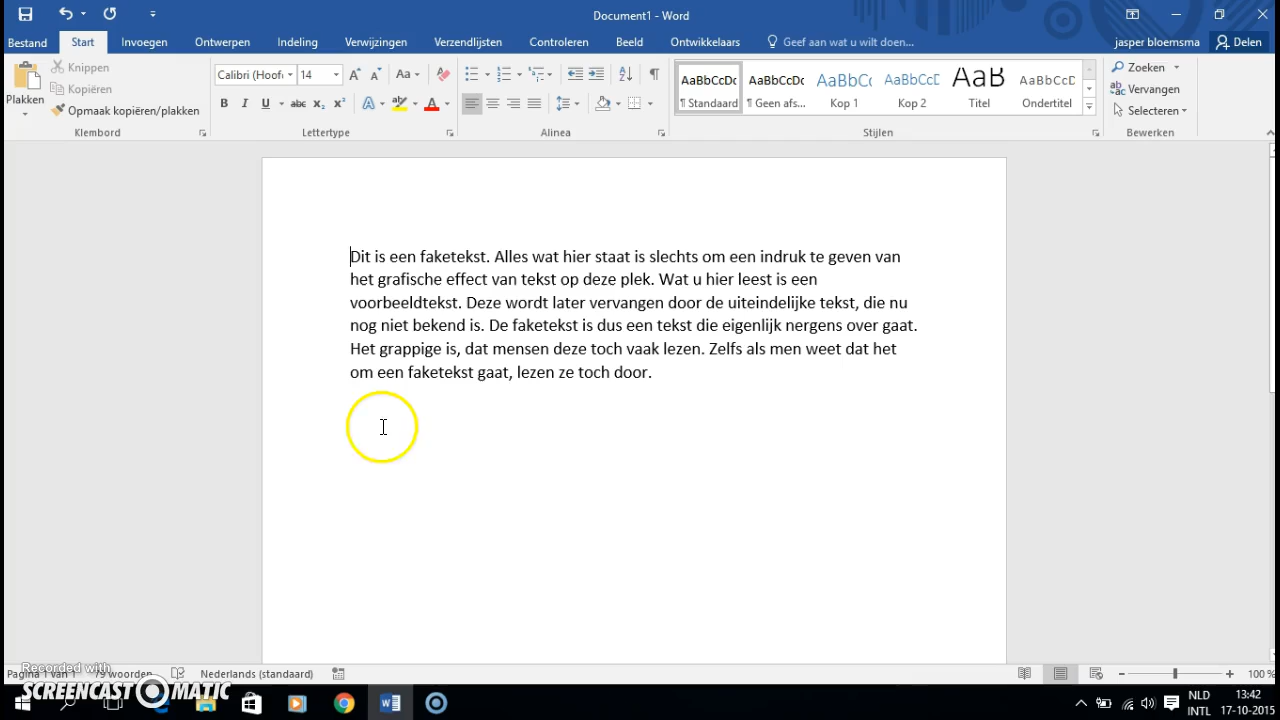 Document1 - Word
Bestand Start Invoegen Ontwerpen Indeling Verwijzingen Verzendlijsten Controleren Beeld Ontwikkelaars Geef aan wat u wilt doen... jasper bloemsma Delen
Plakken
Knippen
Kopiëren
Opmaak kopiëren/plakken
Klembord
Calibri (Hoof 14
Aa
B I U abc x₂ x²
Lettertype
Alinea
AaBbCcDc AaBbCcDc AaBbCc AaBbCcD AaB AaBbCcD
¶ Standaard ¶ Geen afs... Kop 1 Kop 2 Titel Ondertitel
Stijlen
Zoeken
Vervangen
Selecteren
Bewerken
Dit is een faketekst. Alles wat hier staat is slechts om een indruk te geven van
het grafische effect van tekst op deze plek. Wat u hier leest is een
voorbeeldtekst. Deze wordt later vervangen door de uiteindelijke tekst, die nu
nog niet bekend is. De faketekst is dus een tekst die eigenlijk nergens over gaat.
Het grappige is, dat mensen deze toch vaak lezen. Zelfs als men weet dat het
om een faketekst gaat, lezen ze toch door.
Recorded with
SCREENCAST MATIC
Pagina 1 van 1 79 woorden Nederlands (standaard) 100 %
NLD
INTL
13:42
17-10-2015